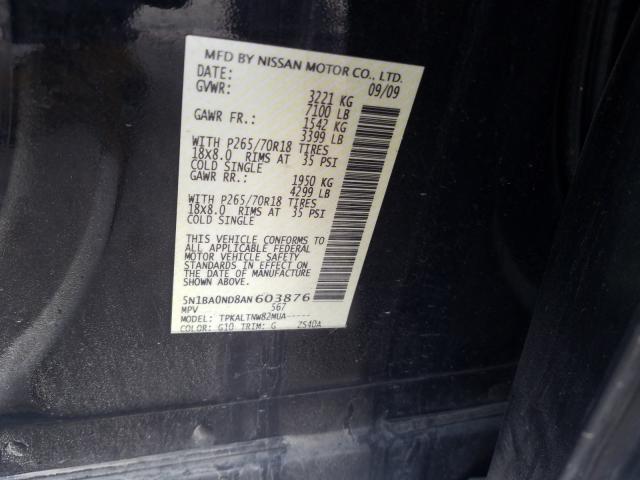 MFD BY NISSAN MOTOR CO., LTD.
DATE: 09/09
GVWR: 3221 KG
7100 LB
GAWR FR.: 1542 KG
3399 LB
WITH P265/70R18 TIRES
18X8.0 RIMS AT 35 PSI
COLD SINGLE
GAWR RR.: 1950 KG
4299 LB
WITH P265/70R18 TIRES
18X8.0 RIMS AT 35 PSI
COLD SINGLE
THIS VEHICLE CONFORMS TO
ALL APPLICABLE FEDERAL
MOTOR VEHICLE SAFETY
STANDARDS IN EFFECT ON
THE DATE OF MANUFACTURE
SHOWN ABOVE.
5N1BA0ND8AN603876
MPV 567
MODEL: TPKALTNW82MUA-----
COLOR: G10 TRIM: G ZS4DA